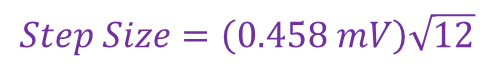 Step Size = (0.458 mV)√12